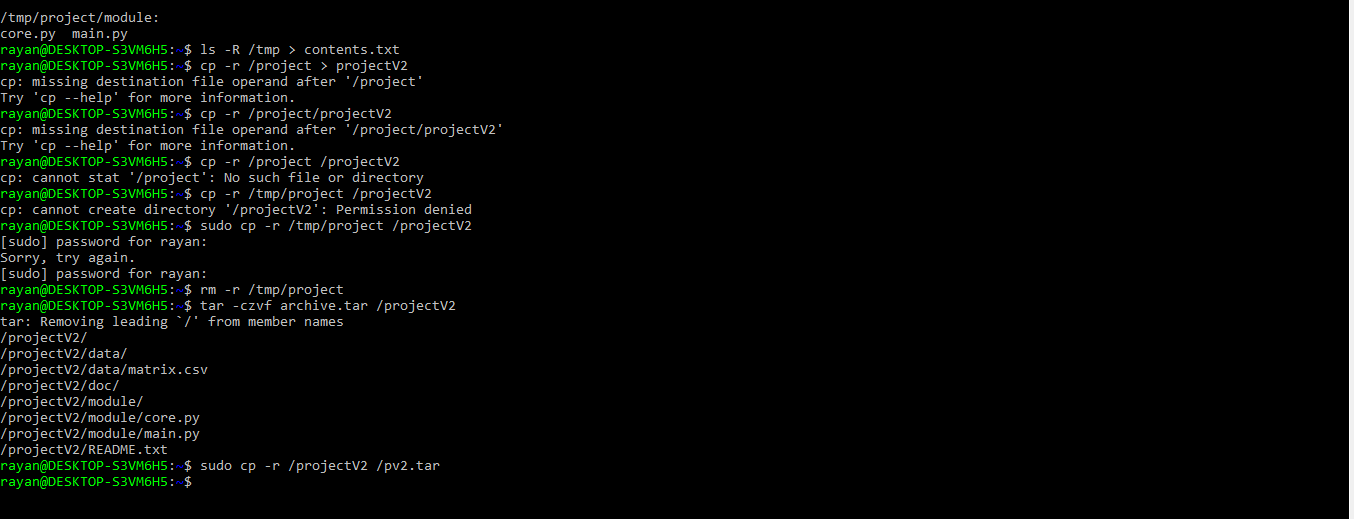 /tmp/project/module:
core.py  main.py
rayan@DESKTOP-S3VM6H5:~$ ls -R /tmp > contents.txt
rayan@DESKTOP-S3VM6H5:~$ cp -r /project > projectV2
cp: missing destination file operand after '/project'
Try 'cp --help' for more information.
rayan@DESKTOP-S3VM6H5:~$ cp -r /project/projectV2
cp: missing destination file operand after '/project/projectV2'
Try 'cp --help' for more information.
rayan@DESKTOP-S3VM6H5:~$ cp -r /project /projectV2
cp: cannot stat '/project': No such file or directory
rayan@DESKTOP-S3VM6H5:~$ cp -r /tmp/project /projectV2
cp: cannot create directory '/projectV2': Permission denied
rayan@DESKTOP-S3VM6H5:~$ sudo cp -r /tmp/project /projectV2
[sudo] password for rayan:
Sorry, try again.
[sudo] password for rayan:
rayan@DESKTOP-S3VM6H5:~$ rm -r /tmp/project
rayan@DESKTOP-S3VM6H5:~$ tar -czvf archive.tar /projectV2
tar: Removing leading `/' from member names
/projectV2/
/projectV2/data/
/projectV2/data/matrix.csv
/projectV2/doc/
/projectV2/module/
/projectV2/module/core.py
/projectV2/module/main.py
/projectV2/README.txt
rayan@DESKTOP-S3VM6H5:~$ sudo cp -r /projectV2 /pv2.tar
rayan@DESKTOP-S3VM6H5:~$